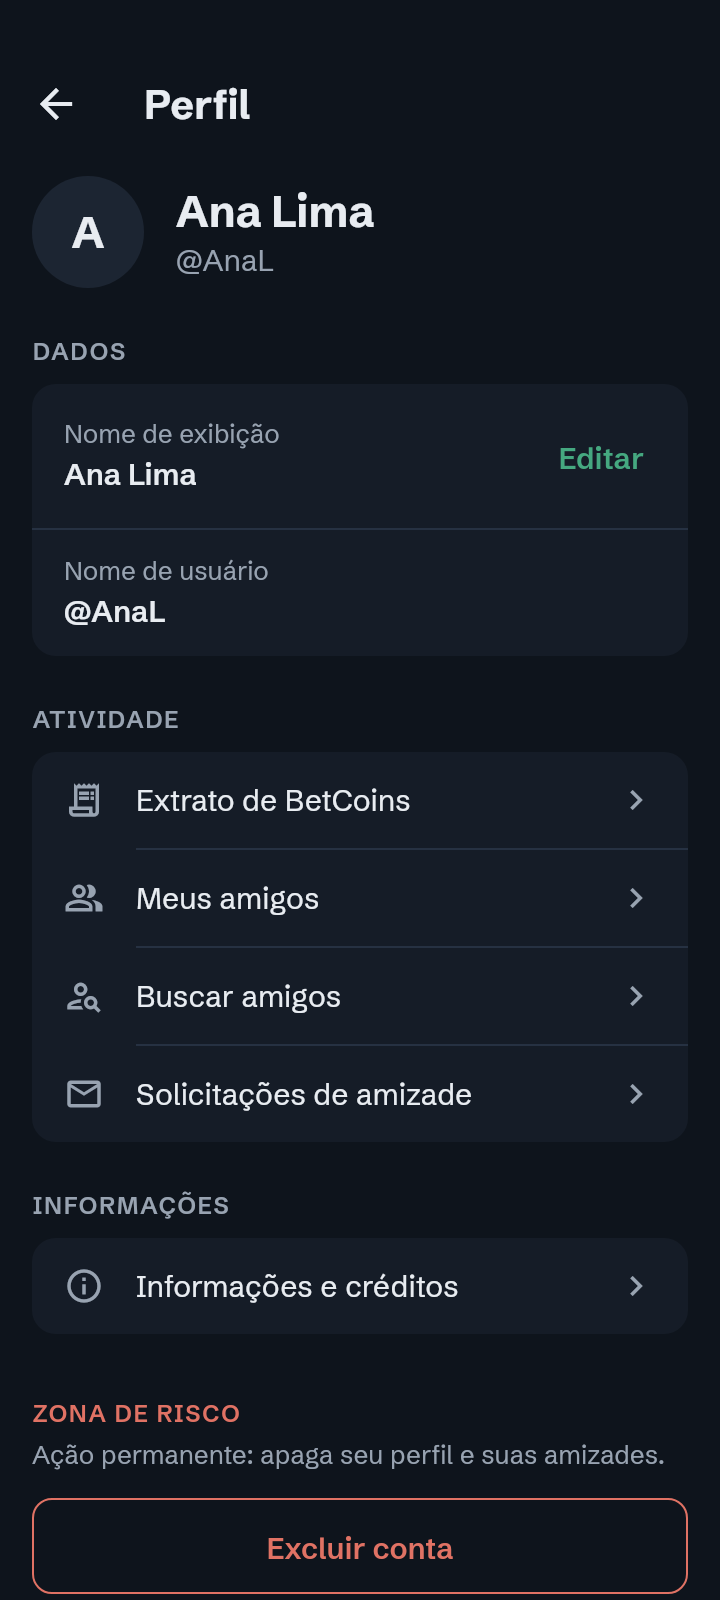 Perfil
A
Ana Lima
@AnaL
DADOS
Nome de exibição
Ana Lima
Editar
Nome de usuário
@AnaL
ATIVIDADE
Extrato de BetCoins
Meus amigos
Buscar amigos
Solicitações de amizade
INFORMAÇÕES
Informações e créditos
ZONA DE RISCO
Ação permanente: apaga seu perfil e suas amizades.
Excluir conta